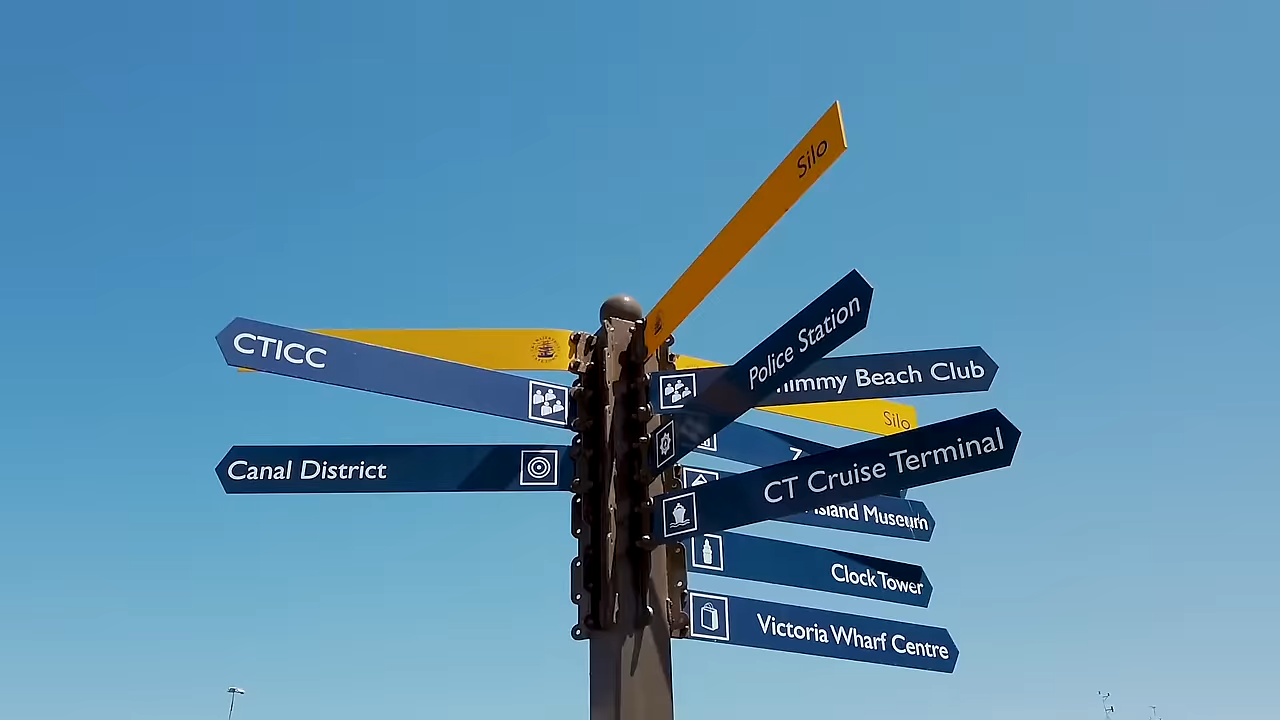 Silo
Police Station
CTICC
himmy Beach Club
Silo
Canal District
CT Cruise Terminal
Island Museum
Clock Tower
Victoria Wharf Centre